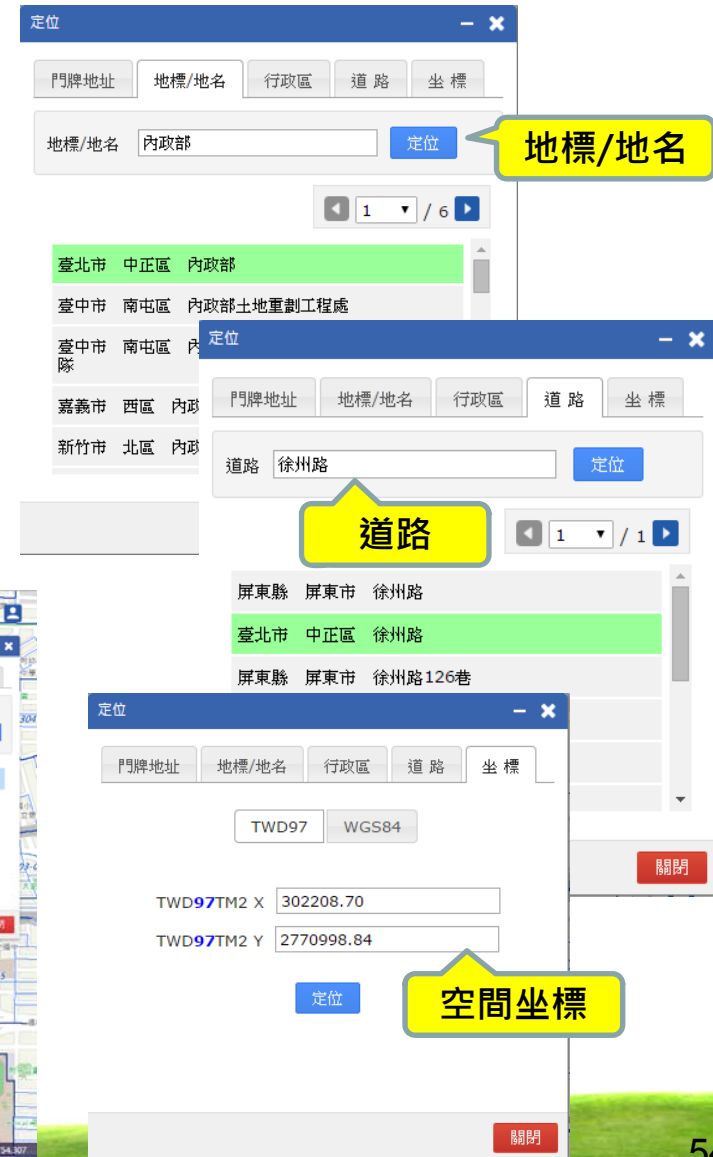 定位
門牌地址 地標/地名 行政區 道 路 坐 標
地標/地名 內政部 定位
地標/地名
1 / 6
臺北市 中正區 內政部
臺中市 南屯區 內政部土地重劃工程處
臺中市 南屯區
隊
嘉義市 西區 內政
新竹市 北區 內政
定位
門牌地址 地標/地名 行政區 道 路 坐 標
道路 徐州路 定位
道路
1 / 1
屏東縣 屏東市 徐州路
臺北市 中正區 徐州路
屏東縣 屏東市 徐州路126巷
關閉
定位
門牌地址 地標/地名 行政區 道 路 坐 標
TWD97 WGS84
TWD97TM2 X 302208.70
TWD97TM2 Y 2770998.84
定位
空間坐標
關閉
304
54.307